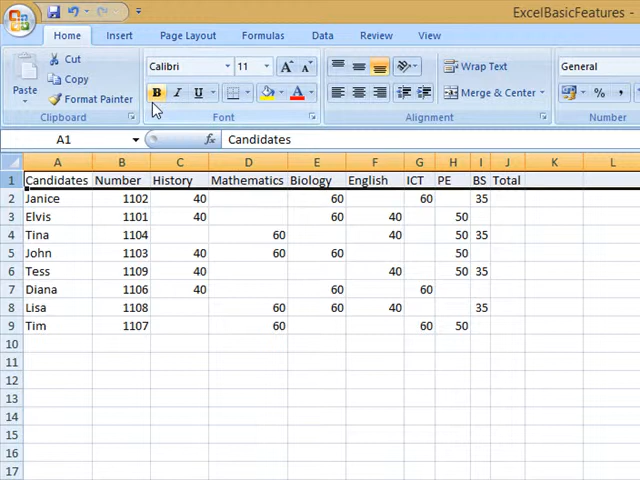 ExcelBasicFeatures -
Home Insert Page Layout Formulas Data Review View
Paste
Cut
Copy
Format Painter
Clipboard
Calibri 11 A A
B I U A
Font
Wrap Text
Merge & Center
Alignment
General
% ,
Number
A1 fx Candidates
A B C D E F G H I J K L
1 Candidates Number History Mathematics Biology English ICT PE BS Total
2 Janice 1102 40 60 60 35
3 Elvis 1101 40 60 40 50
4 Tina 1104 60 40 50 35
5 John 1103 40 60 60 50
6 Tess 1109 40 40 50 35
7 Diana 1106 40 60 60
8 Lisa 1108 60 60 40 35
9 Tim 1107 60 60 50
10
11
12
13
14
15
16
17